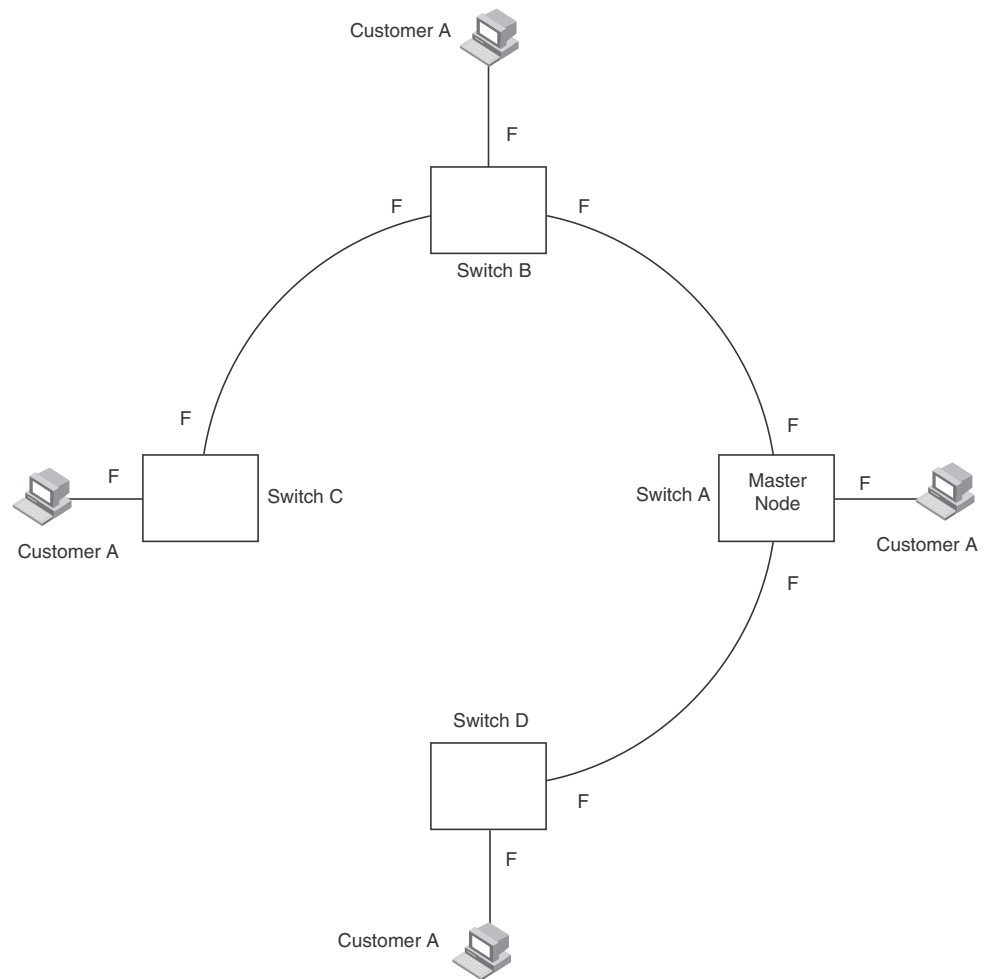 Customer A
F
F
F
Switch B
F
F
F
Switch C
Switch A
Master
Node
F
Customer A
Customer A
F
Switch D
F
F
Customer A